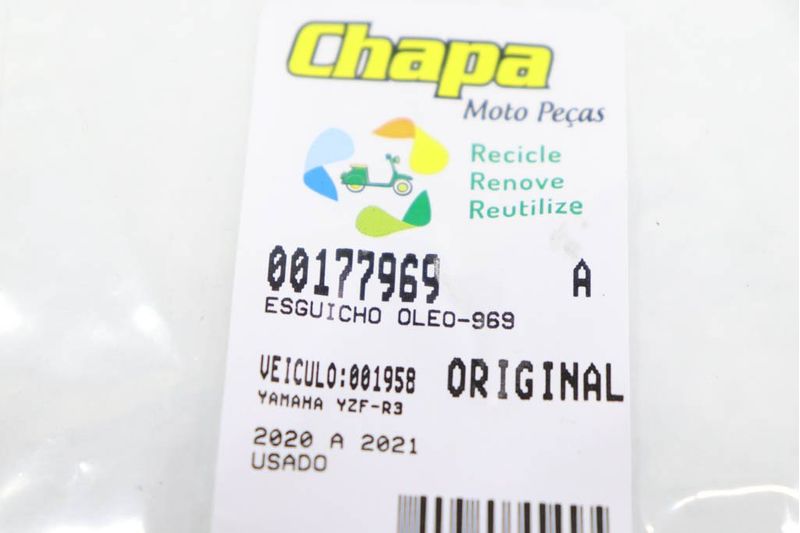 Chapa
Moto Peças
Recicle
Renove
Reutilize
00177969 A
ESGUICHO OLEO-969
VEICULO:001958 ORIGINAL
YAMAHA YZF-R3
2020 A 2021
USADO